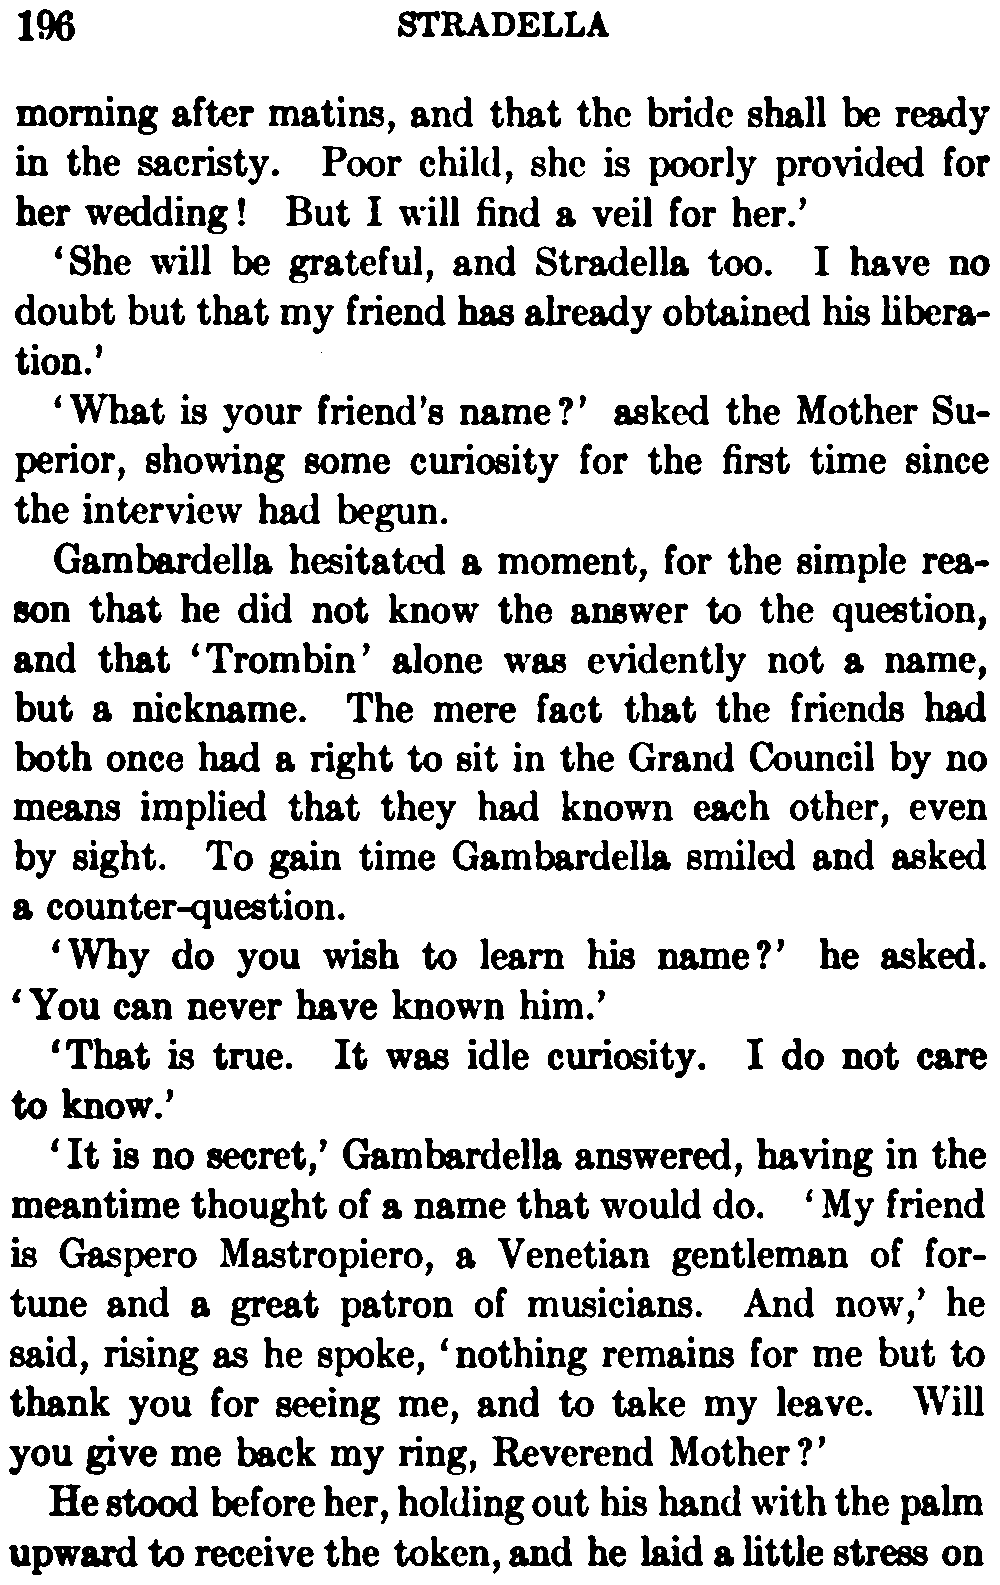 196 STRADELLA
morning after matins, and that the bride shall be ready
in the sacristy. Poor child, she is poorly provided for
her wedding! But I will find a veil for her.'
'She will be grateful, and Stradella too. I have no
doubt but that my friend has already obtained his libera-
tion.'
'What is your friend's name?' asked the Mother Su-
perior, showing some curiosity for the first time since
the interview had begun.
Gambardella hesitated a moment, for the simple rea-
son that he did not know the answer to the question,
and that 'Trombin' alone was evidently not a name,
but a nickname. The mere fact that the friends had
both once had a right to sit in the Grand Council by no
means implied that they had known each other, even
by sight. To gain time Gambardella smiled and asked
a counter-question.
'Why do you wish to learn his name?' he asked.
'You can never have known him.'
'That is true. It was idle curiosity. I do not care
to know.'
'It is no secret,' Gambardella answered, having in the
meantime thought of a name that would do. 'My friend
is Gaspero Mastropiero, a Venetian gentleman of for-
tune and a great patron of musicians. And now,' he
said, rising as he spoke, 'nothing remains for me but to
thank you for seeing me, and to take my leave. Will
you give me back my ring, Reverend Mother?'
He stood before her, holding out his hand with the palm
upward to receive the token, and he laid a little stress on